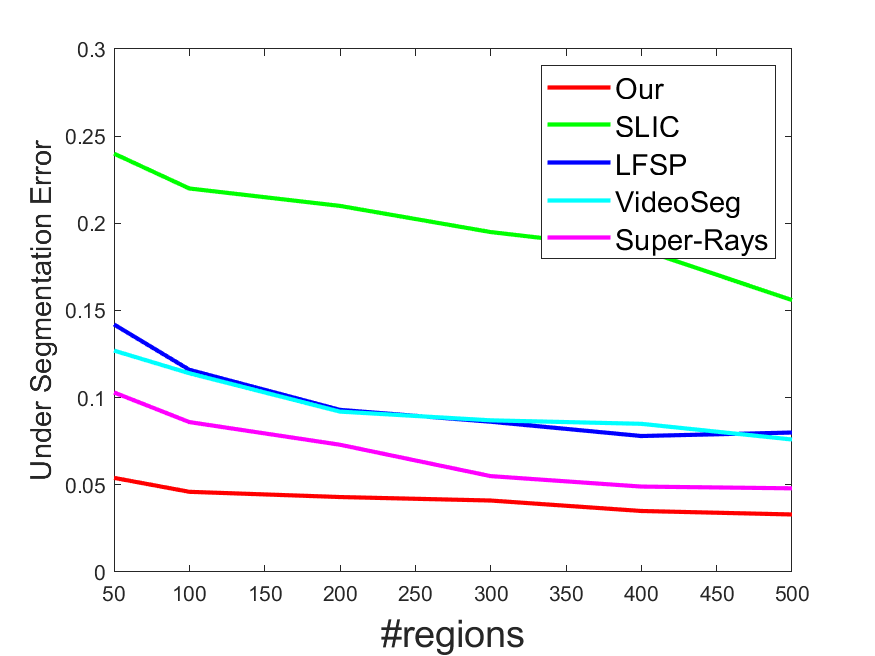 0.3
0.25
0.2
0.15
0.1
0.05
0
Under Segmentation Error
Our
SLIC
LFSP
VideoSeg
Super-Rays
50 100 150 200 250 300 350 400 450 500
#regions